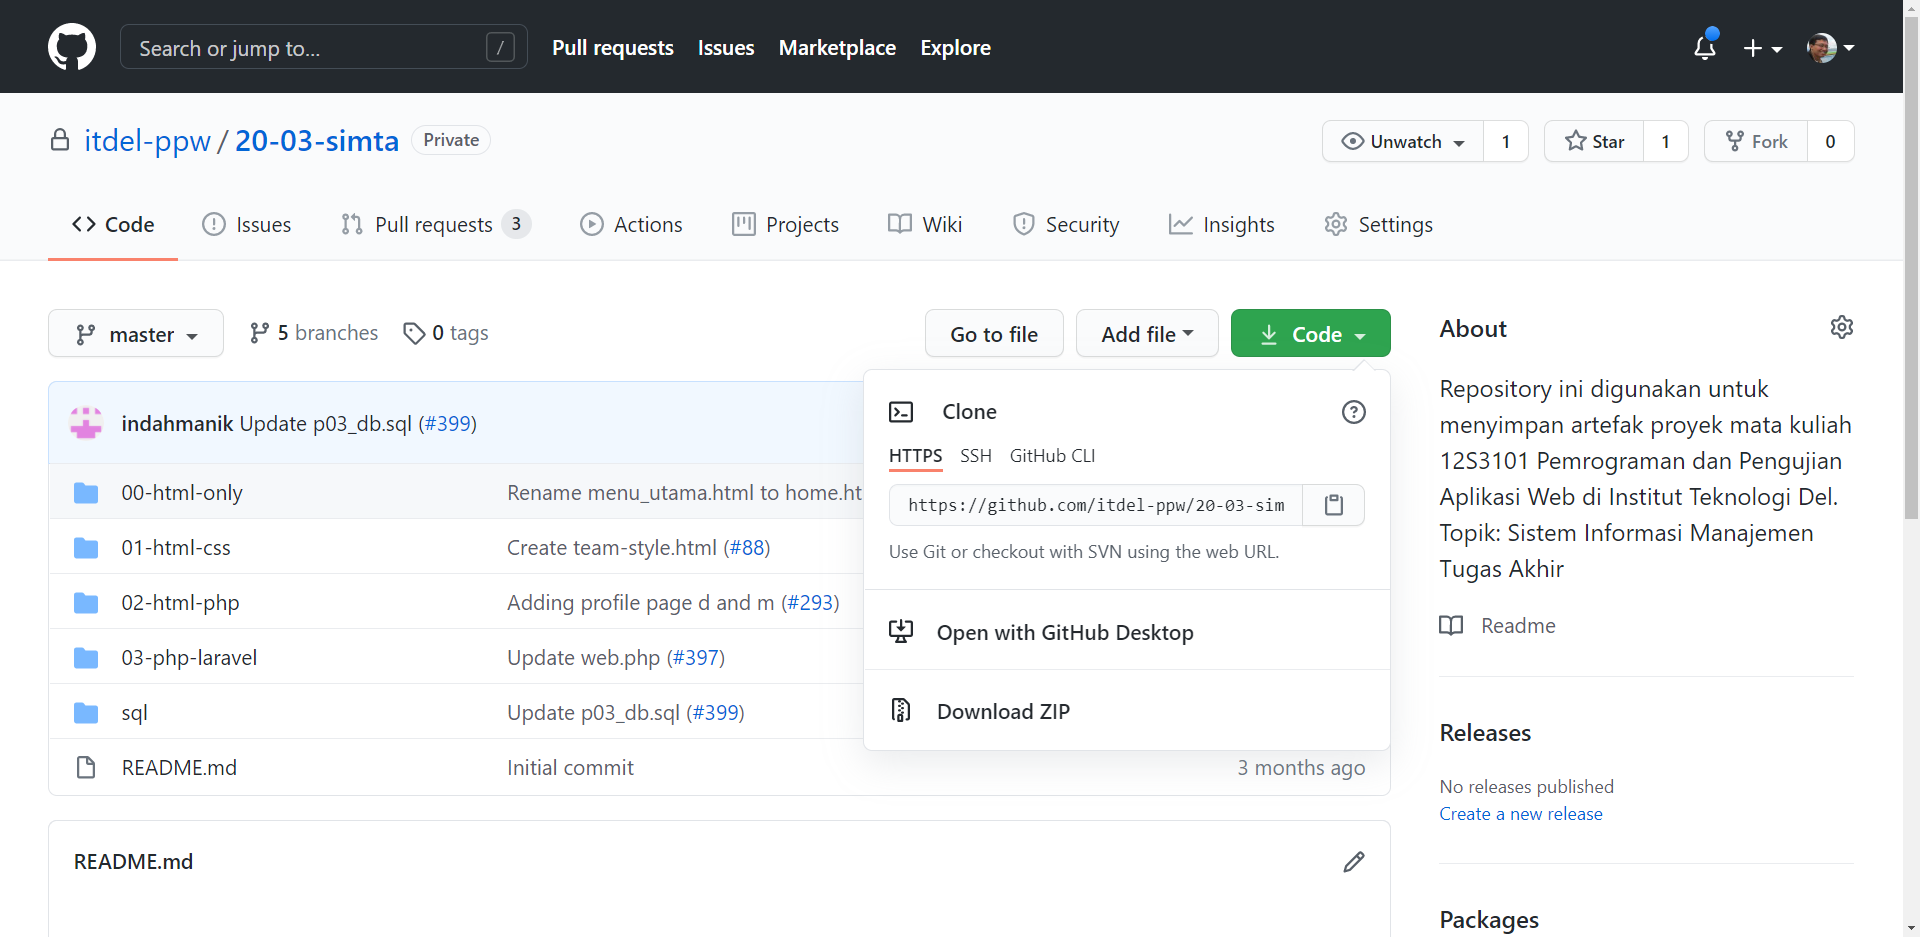 Search or jump to... /
Pull requests Issues Marketplace Explore
itdel-ppw / 20-03-simta Private
Unwatch 1 Star 1 Fork 0
Code Issues Pull requests 3 Actions Projects Wiki Security Insights Settings
master 5 branches 0 tags
Go to file Add file Code
indahmanik Update p03_db.sql (#399)
00-html-only Rename menu_utama.html to home.ht
01-html-css Create team-style.html (#88)
02-html-php Adding profile page d and m (#293)
03-php-laravel Update web.php (#397)
sql Update p03_db.sql (#399)
README.md Initial commit 3 months ago
Clone
HTTPS SSH GitHub CLI
https://github.com/itdel-ppw/20-03-sim
Use Git or checkout with SVN using the web URL.
Open with GitHub Desktop
Download ZIP
README.md
About
Repository ini digunakan untuk
menyimpan artefak proyek mata kuliah
12S3101 Pemrograman dan Pengujian
Aplikasi Web di Institut Teknologi Del.
Topik: Sistem Informasi Manajemen
Tugas Akhir
Readme
Releases
No releases published
Create a new release
Packages